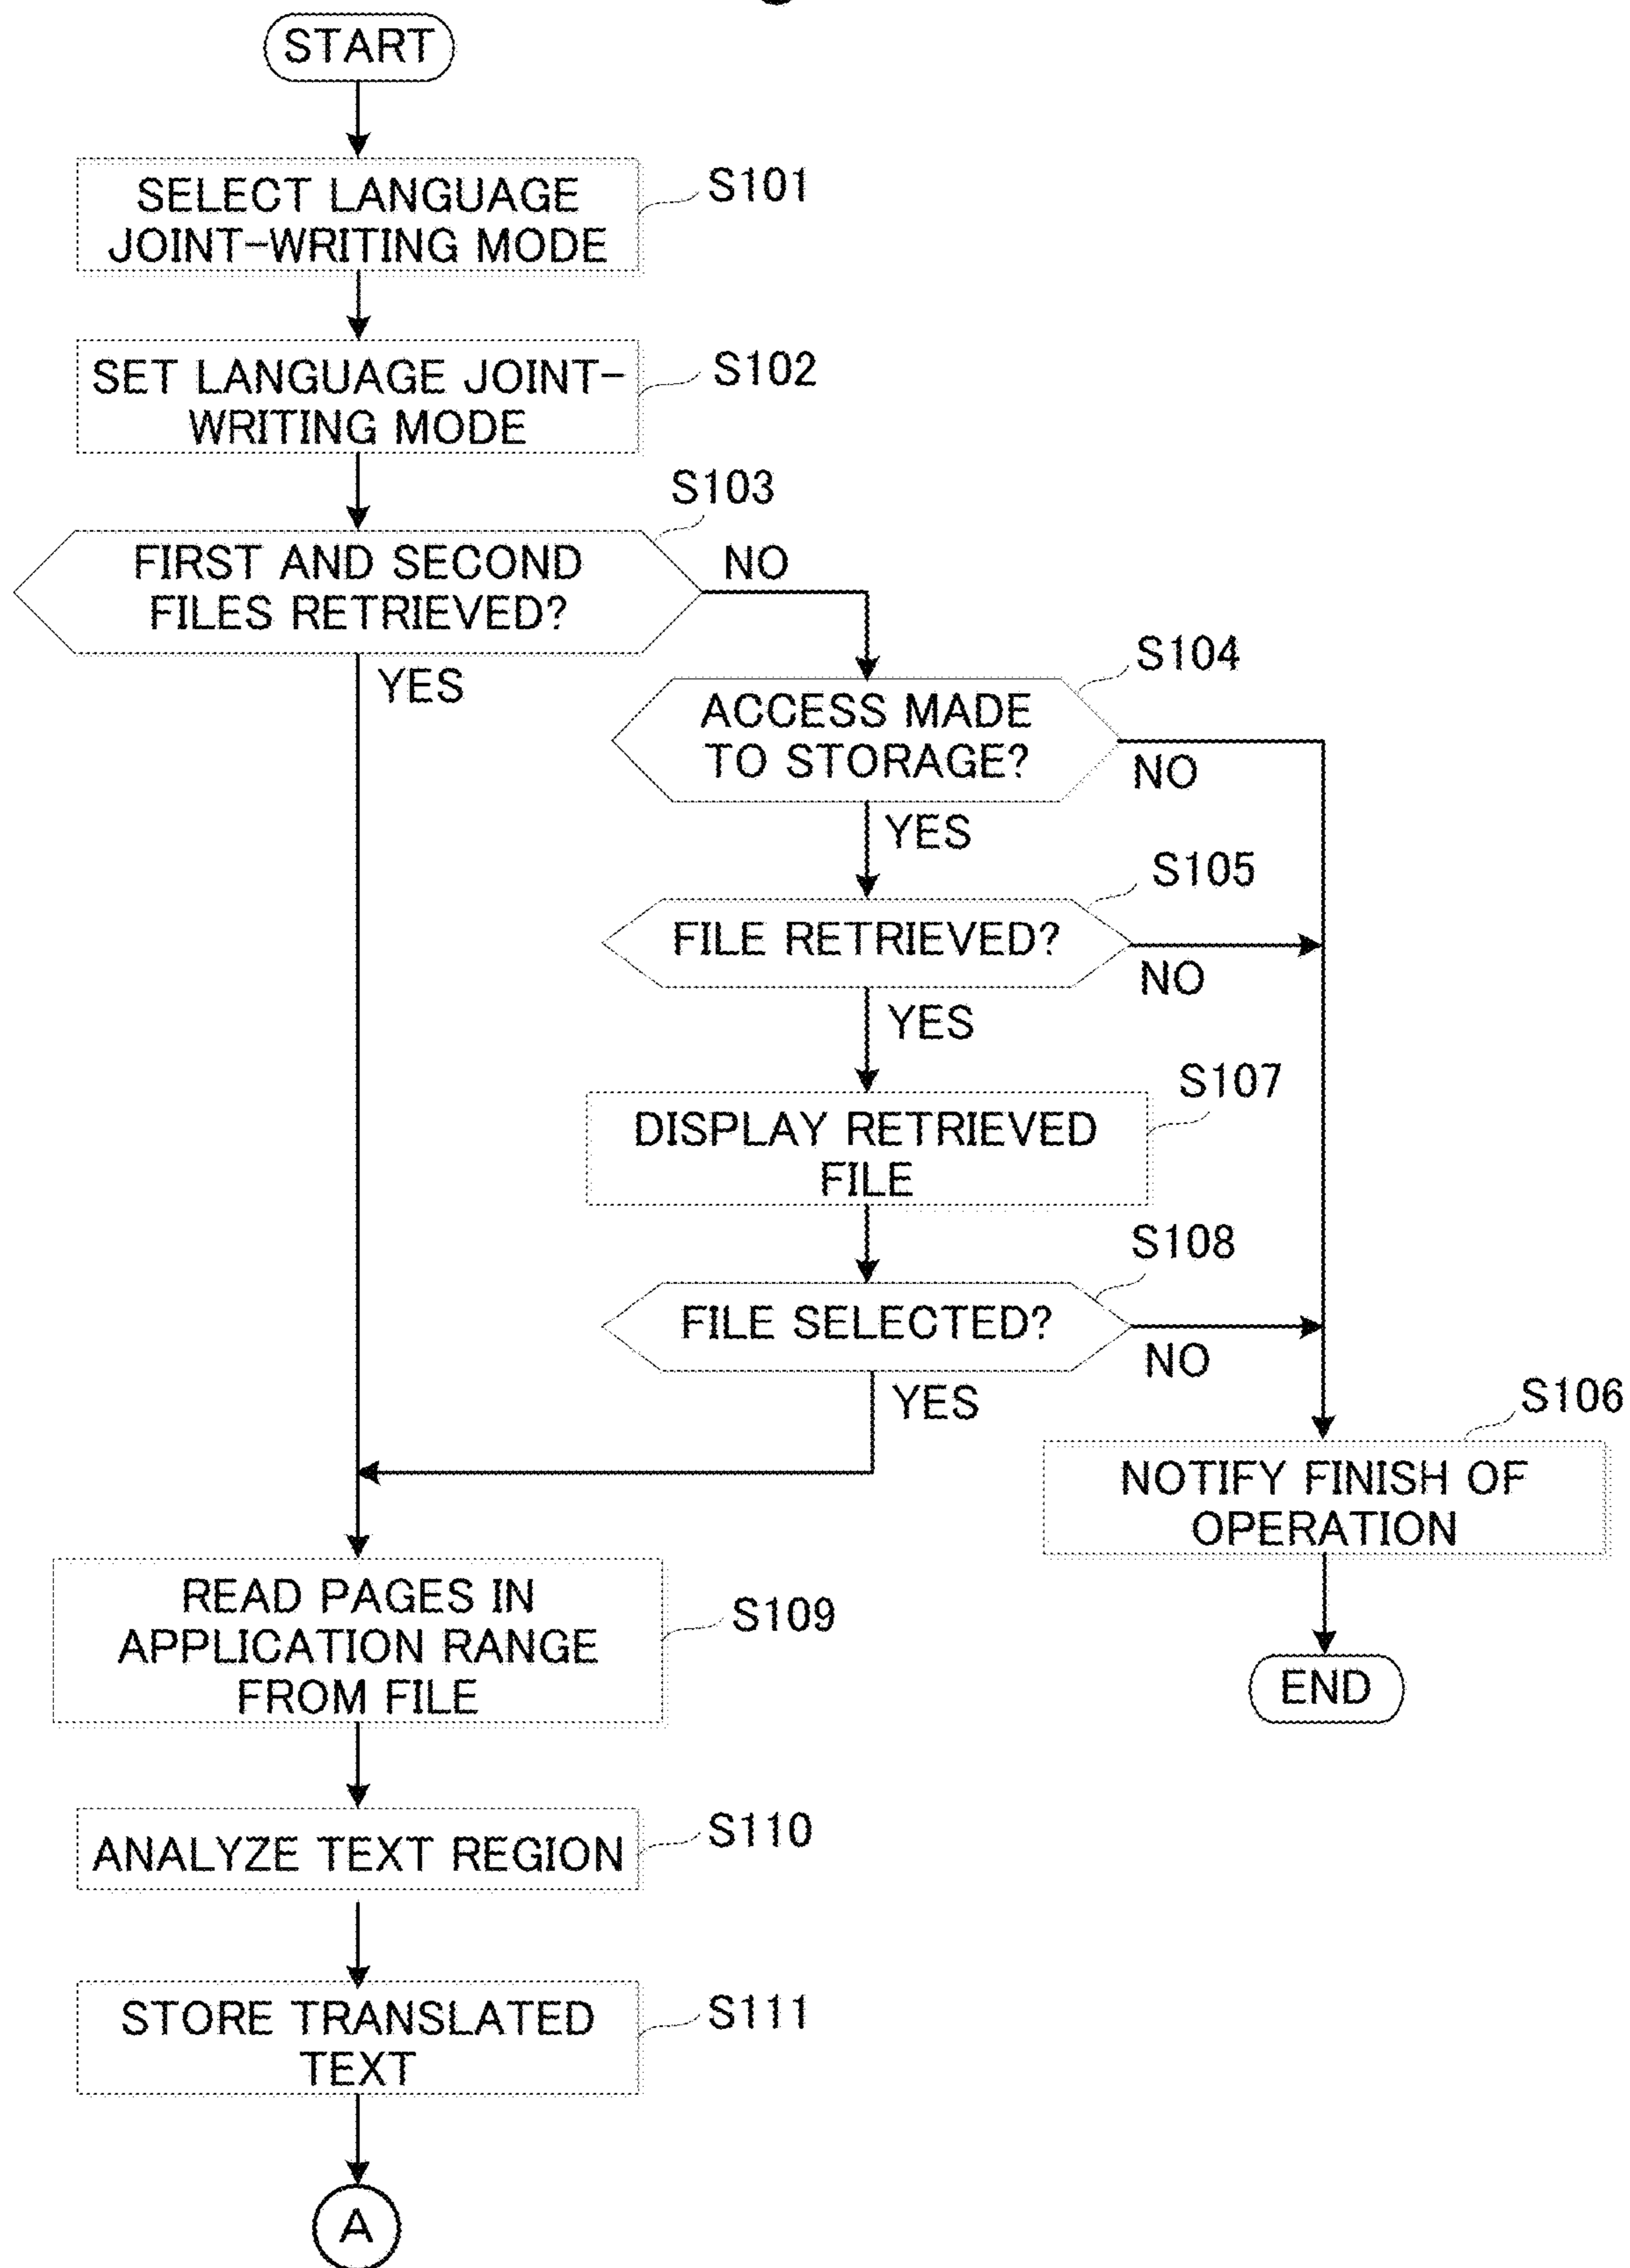 START
SELECT LANGUAGE
JOINT-WRITING MODE
S101
SET LANGUAGE JOINT-
WRITING MODE
S102
S103
FIRST AND SECOND
FILES RETRIEVED?
NO
YES
S104
ACCESS MADE
TO STORAGE?
NO
YES
S105
FILE RETRIEVED?
NO
YES
S107
DISPLAY RETRIEVED
FILE
S108
FILE SELECTED?
NO
YES
S106
NOTIFY FINISH OF
OPERATION
END
READ PAGES IN
APPLICATION RANGE
FROM FILE
S109
ANALYZE TEXT REGION
S110
STORE TRANSLATED
TEXT
S111
A